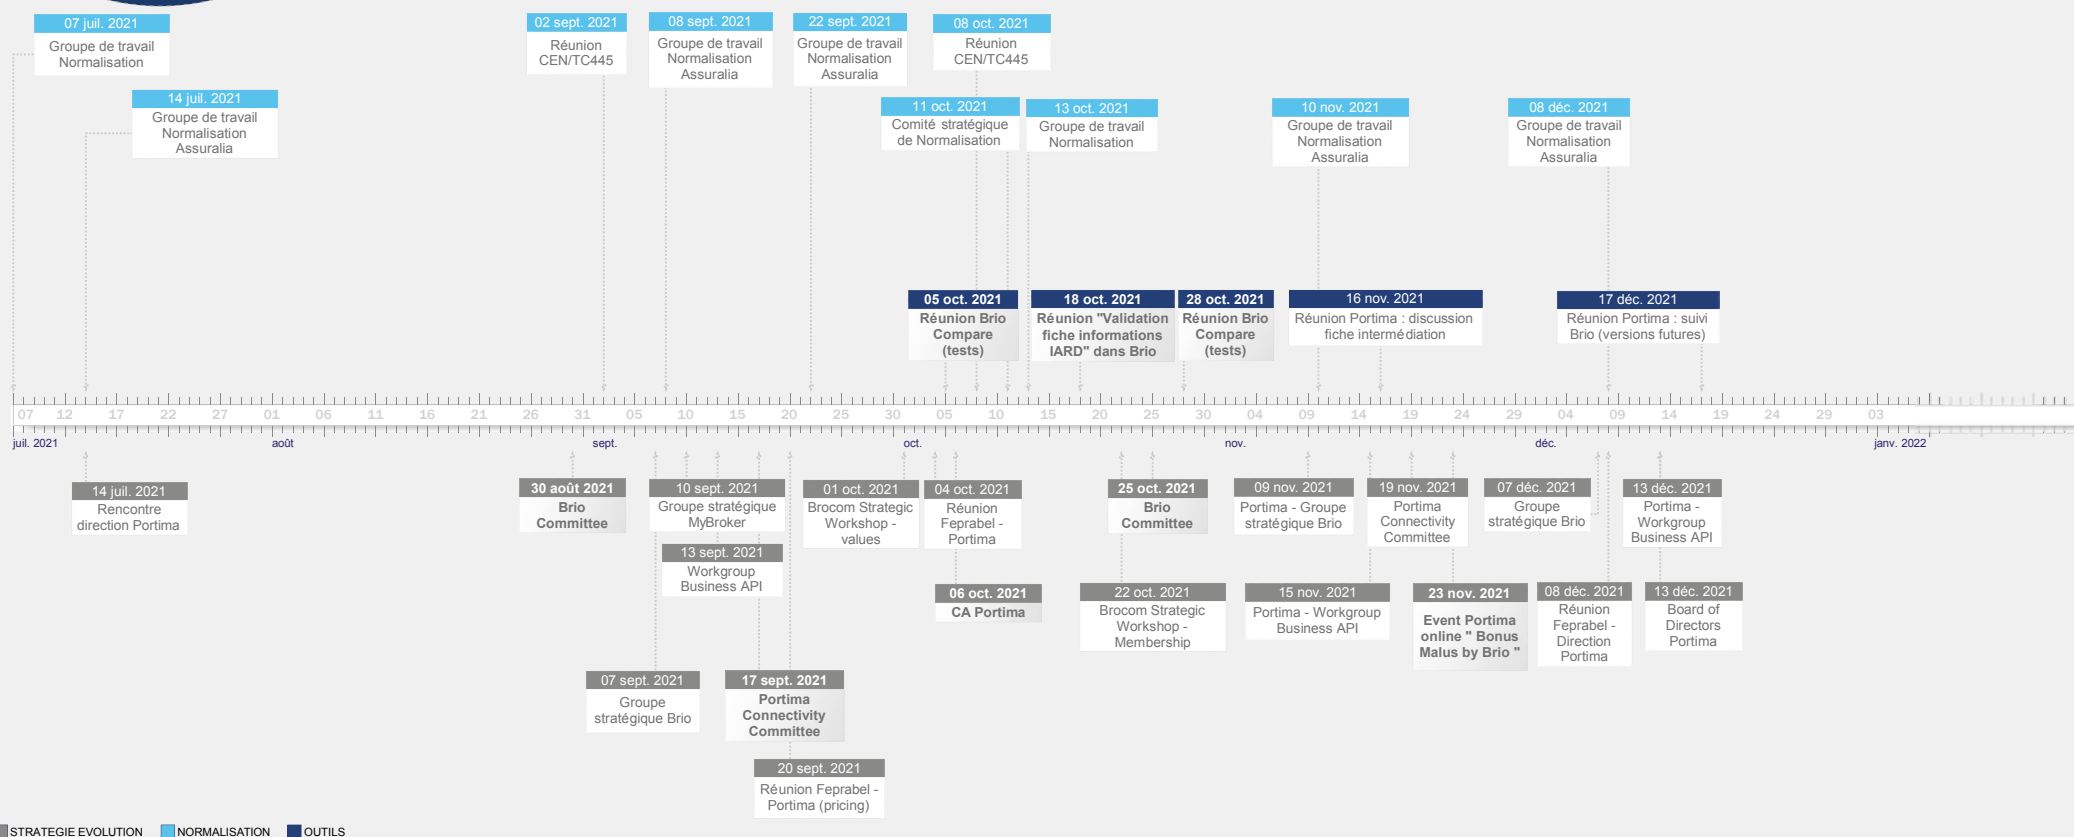 07 juil. 2021
Groupe de travail
Normalisation
14 juil. 2021
Groupe de travail
Normalisation
Assuralia
02 sept. 2021
Réunion
CEN/TC445
08 sept. 2021
Groupe de travail
Normalisation
Assuralia
22 sept. 2021
Groupe de travail
Normalisation
Assuralia
08 oct. 2021
Réunion
CEN/TC445
11 oct. 2021
Comité stratégique
de Normalisation
13 oct. 2021
Groupe de travail
Normalisation
10 nov. 2021
Groupe de travail
Normalisation
Assuralia
08 déc. 2021
Groupe de travail
Normalisation
Assuralia
05 oct. 2021
Réunion Brio
Compare
(tests)
18 oct. 2021
Réunion "Validation
fiche informations
IARD" dans Brio
28 oct. 2021
Réunion Brio
Compare
(tests)
16 nov. 2021
Réunion Portima : discussion
fiche intermédiation
17 déc. 2021
Réunion Portima : suivi
Brio (versions futures)
07 12 17 22 27 01 06 11 16 21 26 31 05 10 15 20 25 30 05 10 15 20 25 30 04 09 14 19 24 29 04 09 14 19 24 29 03
juil. 2021 août sept. oct. nov. déc. janv. 2022
14 juil. 2021
Rencontre
direction Portima
30 août 2021
Brio
Committee
10 sept. 2021
Groupe stratégique
MyBroker
13 sept. 2021
Workgroup
Business API
07 sept. 2021
Groupe
stratégique Brio
17 sept. 2021
Portima
Connectivity
Committee
20 sept. 2021
Réunion Feprabel -
Portima (pricing)
01 oct. 2021
Brocom Strategic
Workshop -
values
04 oct. 2021
Réunion
Feprabel -
Portima
06 oct. 2021
CA Portima
25 oct. 2021
Brio
Committee
22 oct. 2021
Brocom Strategic
Workshop -
Membership
09 nov. 2021
Portima - Groupe
stratégique Brio
15 nov. 2021
Portima - Workgroup
Business API
19 nov. 2021
Portima
Connectivity
Committee
23 nov. 2021
Event Portima
online " Bonus
Malus by Brio "
07 déc. 2021
Groupe
stratégique Brio
08 déc. 2021
Réunion
Feprabel -
Direction
Portima
13 déc. 2021
Portima -
Workgroup
Business API
13 déc. 2021
Board of
Directors
Portima
STRATEGIE EVOLUTION NORMALISATION OUTILS